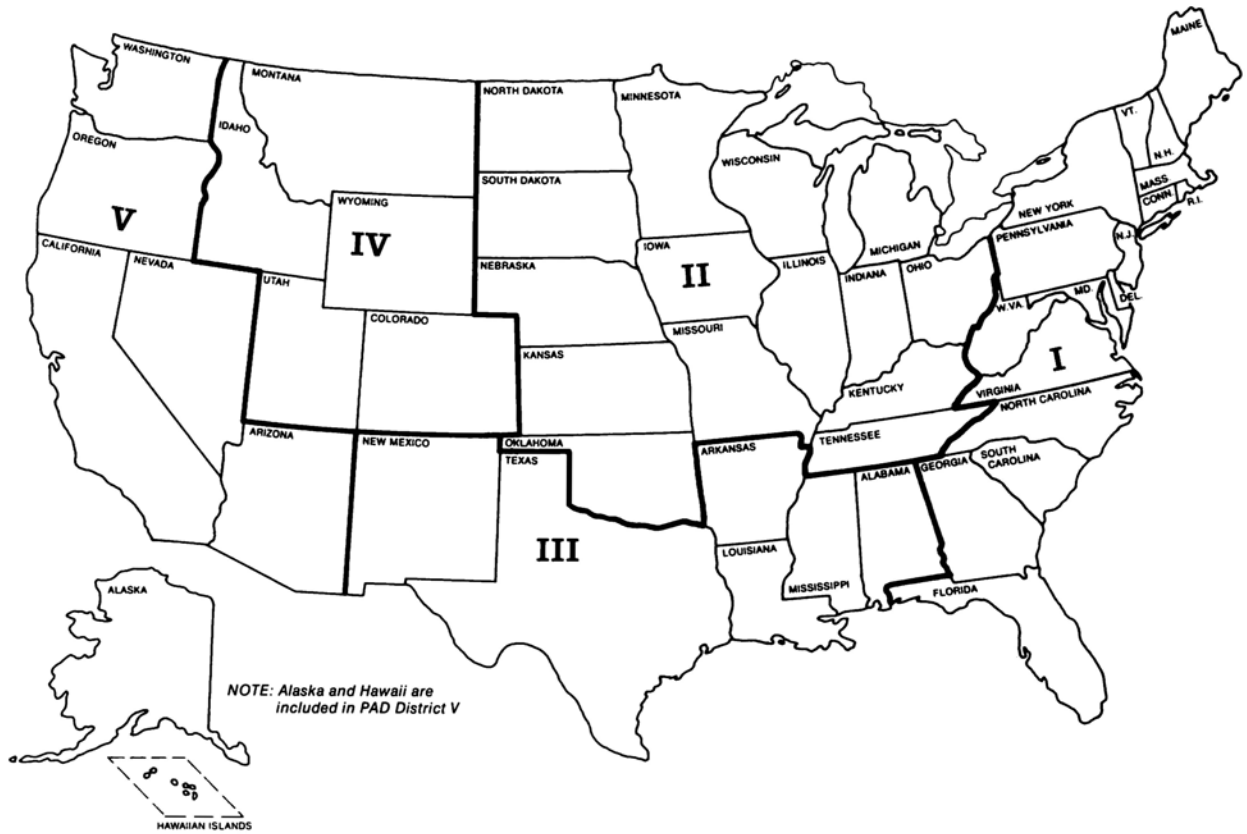 WASHINGTON
MONTANA
NORTH DAKOTA
MINNESOTA
MAINE
VT.
N.H.
IDAHO
OREGON
WISCONSIN
MASS.
CONN.
R.I.
SOUTH DAKOTA
WYOMING
NEW YORK
V
PENNSYLVANIA
N.J.
IV
CALIFORNIA
NEVADA
IOWA
MICHIGAN
NEBRASKA
II
ILLINOIS
INDIANA
OHIO
UTAH
MD.
DEL.
W.VA.
COLORADO
MISSOURI
KANSAS
I
KENTUCKY
VIRGINIA
NORTH CAROLINA
ARIZONA
NEW MEXICO
OKLAHOMA
TEXAS
ARKANSAS
TENNESSEE
ALABAMA
GEORGIA
SOUTH
CAROLINA
III
LOUISIANA
MISSISSIPPI
FLORIDA
ALASKA
NOTE: Alaska and Hawaii are
included in PAD District V
HAWAIIAN ISLANDS